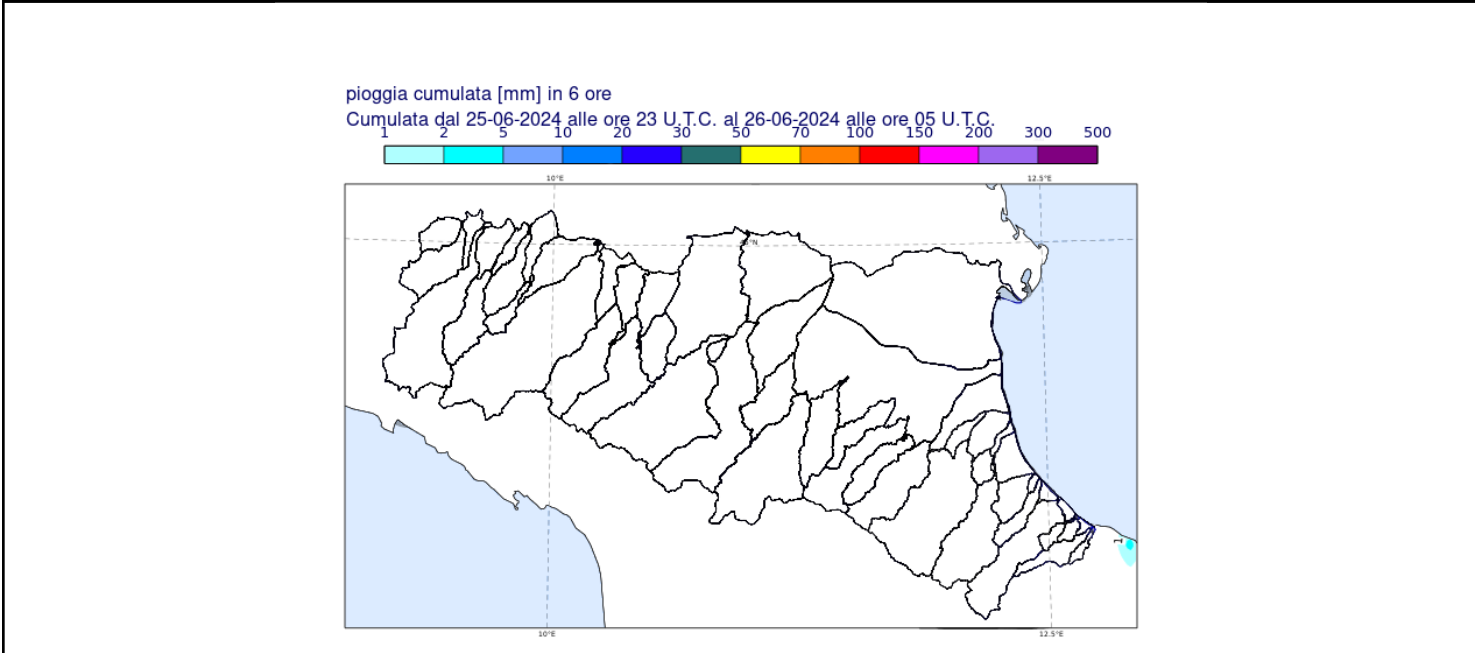 pioggia cumulata [mm] in 6 ore
Cumulata dal 25-06-2024 alle ore 23 U.T.C. al 26-06-2024 alle ore 05 U.T.C.
1 2 5 10 20 30 50 70 100 150 200 300 500
10°E 12.5°E
1
10°E 12.5°E